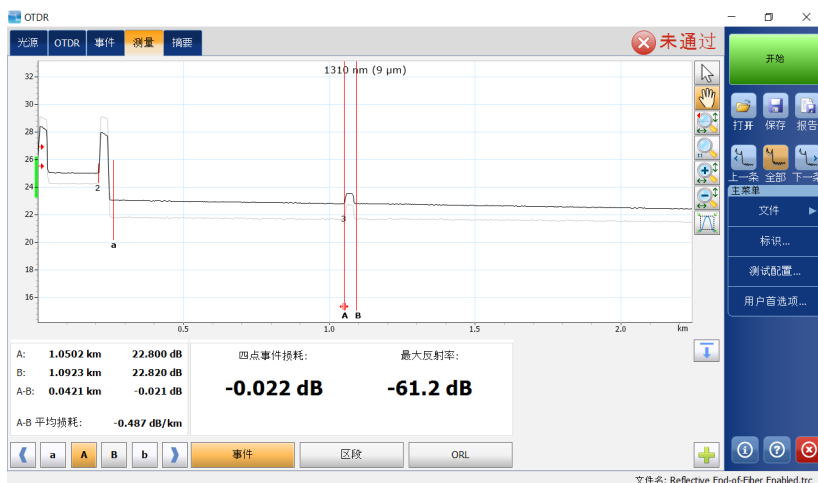 OTDR
光源 OTDR 事件 测量 摘要
未通过
开始
1310 nm (9 µm)
32
30
28
26
24
22
20
18
16
2
a
3
A B
0.5 1.0 1.5 2.0 km
打开 保存 报告
上一条 全部 下一条
主菜单
文件
标识...
测试配置...
用户首选项...
A: 1.0502 km 22.800 dB
B: 1.0923 km 22.820 dB
A-B: 0.0421 km -0.021 dB
A-B 平均损耗: -0.487 dB/km
四点事件损耗: 最大反射率:
-0.022 dB -61.2 dB
a A B b 事件 区段 ORL
文件名: Reflective End-of-Fiber Enabled.trc